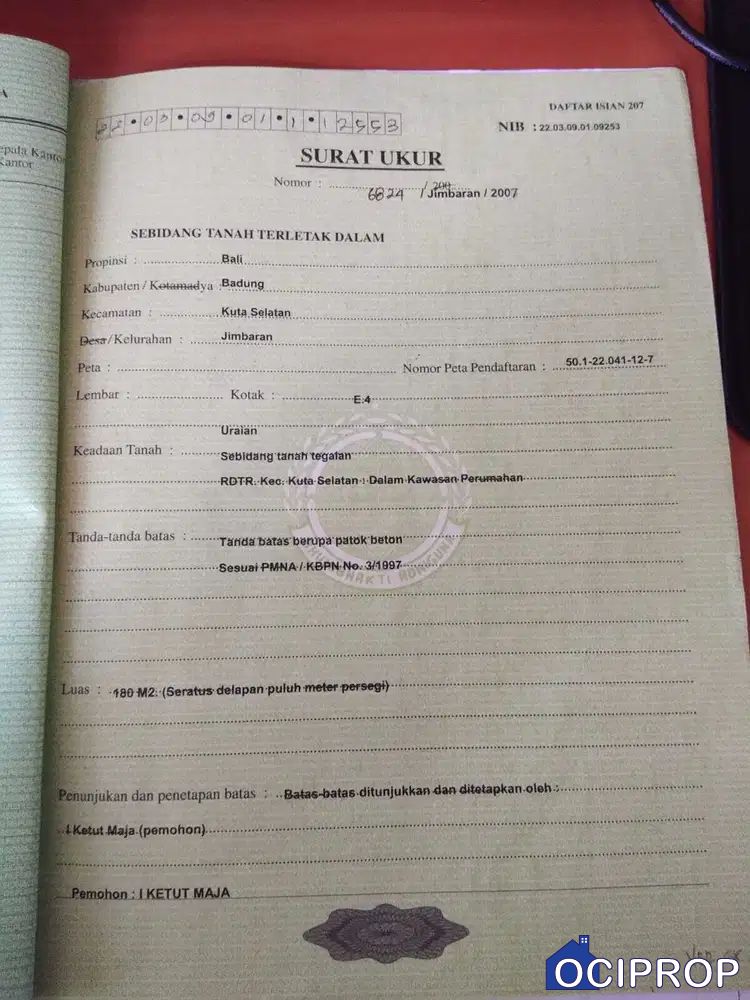 A
epala Kantor
Kantor
DAFTAR ISIAN 207
22.03.09.01.1.12553
NIB : 22.03.09.01.09253
SURAT UKUR
Nomor : 6824 / 200 / Jimbaran / 2007
SEBIDANG TANAH TERLETAK DALAM
Propinsi : Bali
Kabupaten / Kotamadya : Badung
Kecamatan : Kuta Selatan
Desa / Kelurahan : Jimbaran
Peta : Nomor Peta Pendaftaran : 50.1-22.041-12-7
Lembar : Kotak : E.4
Uraian
Keadaan Tanah : Sebidang tanah tegalan
RDTR. Kec. Kuta Selatan : Dalam Kawasan Perumahan
Tanda-tanda batas : Tanda batas berupa patok beton
Sesuai PMNA / KBPN No. 3/1997
Luas : 180 M2. (Seratus delapan puluh meter persegi)
Penunjukan dan penetapan batas : Batas-batas ditunjukkan dan ditetapkan oleh :
I Ketut Maja (pemohon)
Pemohon : I KETUT MAJA
OCIPROP